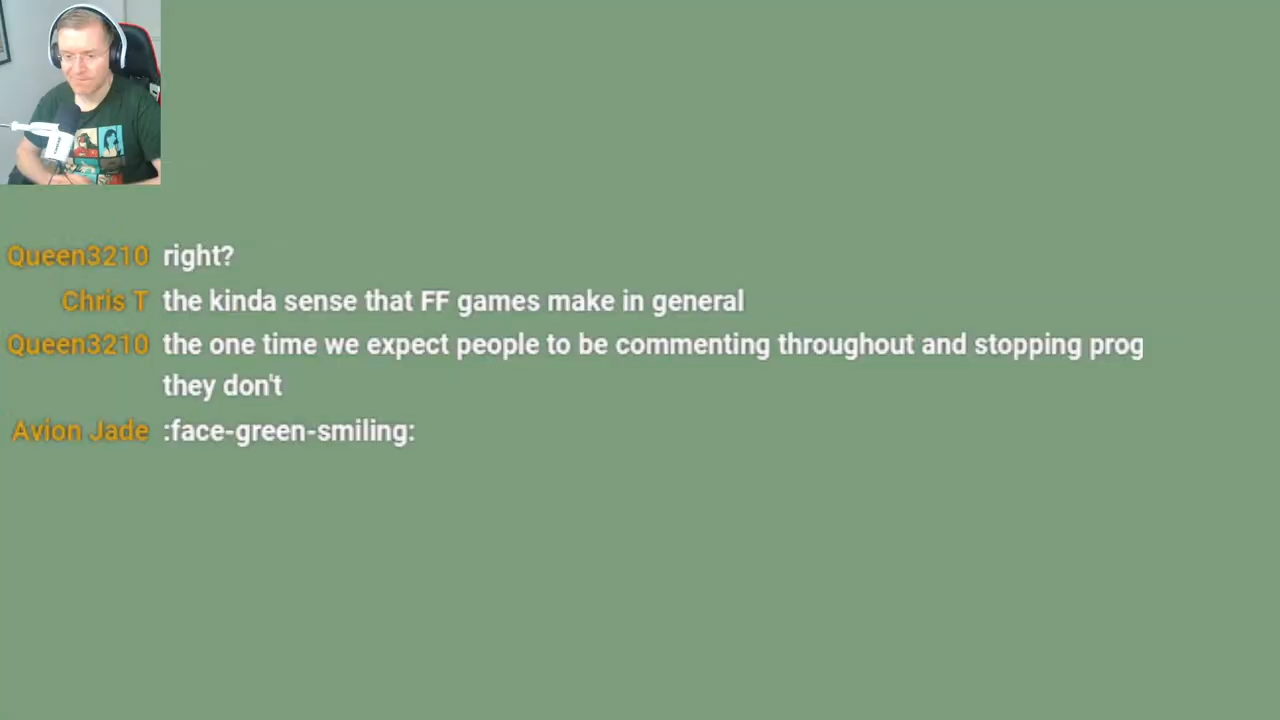 Queen3210 right?
Chris T the kinda sense that FF games make in general
Queen3210 the one time we expect people to be commenting throughout and stopping prog
they don't
Avion Jade :face-green-smiling: